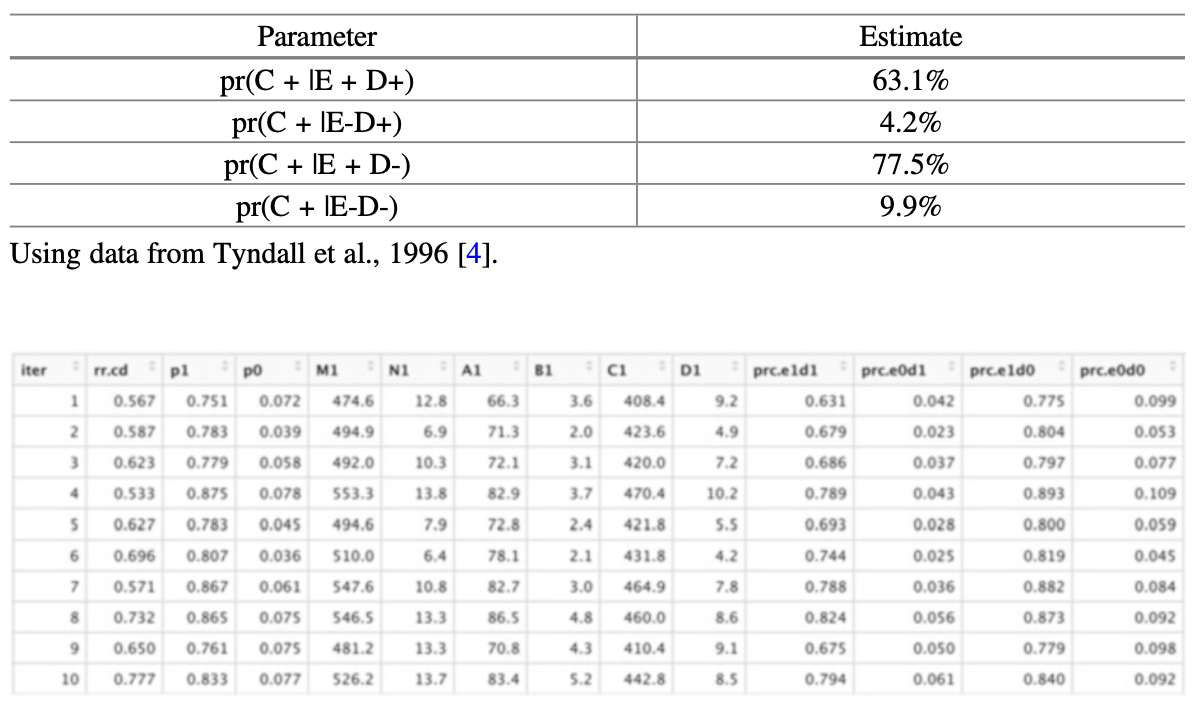 Parameter Estimate
pr(C + |E + D+) 63.1%
pr(C + |E-D+) 4.2%
pr(C + |E + D-) 77.5%
pr(C + |E-D-) 9.9%
Using data from Tyndall et al., 1996 [4].
iter rr.cd p1 p0 M1 N1 A1 B1 C1 D1 prc.e1d1 prc.e0d1 prc.e1d0 prc.e0d0
1 0.567 0.751 0.072 474.6 12.8 66.3 3.6 408.4 9.2 0.631 0.042 0.775 0.099
2 0.587 0.783 0.039 494.9 6.9 71.3 2.0 423.6 4.9 0.679 0.023 0.804 0.053
3 0.623 0.779 0.058 492.0 10.3 72.1 3.1 420.0 7.2 0.686 0.037 0.797 0.077
4 0.533 0.875 0.078 553.3 13.8 82.9 3.7 470.4 10.2 0.789 0.043 0.893 0.109
5 0.627 0.783 0.045 494.6 7.9 72.8 2.4 421.8 5.5 0.693 0.028 0.800 0.059
6 0.696 0.807 0.036 510.0 6.4 78.1 2.1 431.8 4.2 0.744 0.025 0.819 0.045
7 0.571 0.867 0.061 547.6 10.8 82.7 3.0 464.9 7.8 0.788 0.036 0.882 0.084
8 0.732 0.865 0.075 546.5 13.3 86.5 4.8 460.0 8.6 0.824 0.056 0.873 0.092
9 0.650 0.761 0.075 481.2 13.3 70.8 4.3 410.4 9.1 0.675 0.050 0.779 0.098
10 0.777 0.833 0.077 526.2 13.7 83.4 5.2 442.8 8.5 0.794 0.061 0.840 0.092